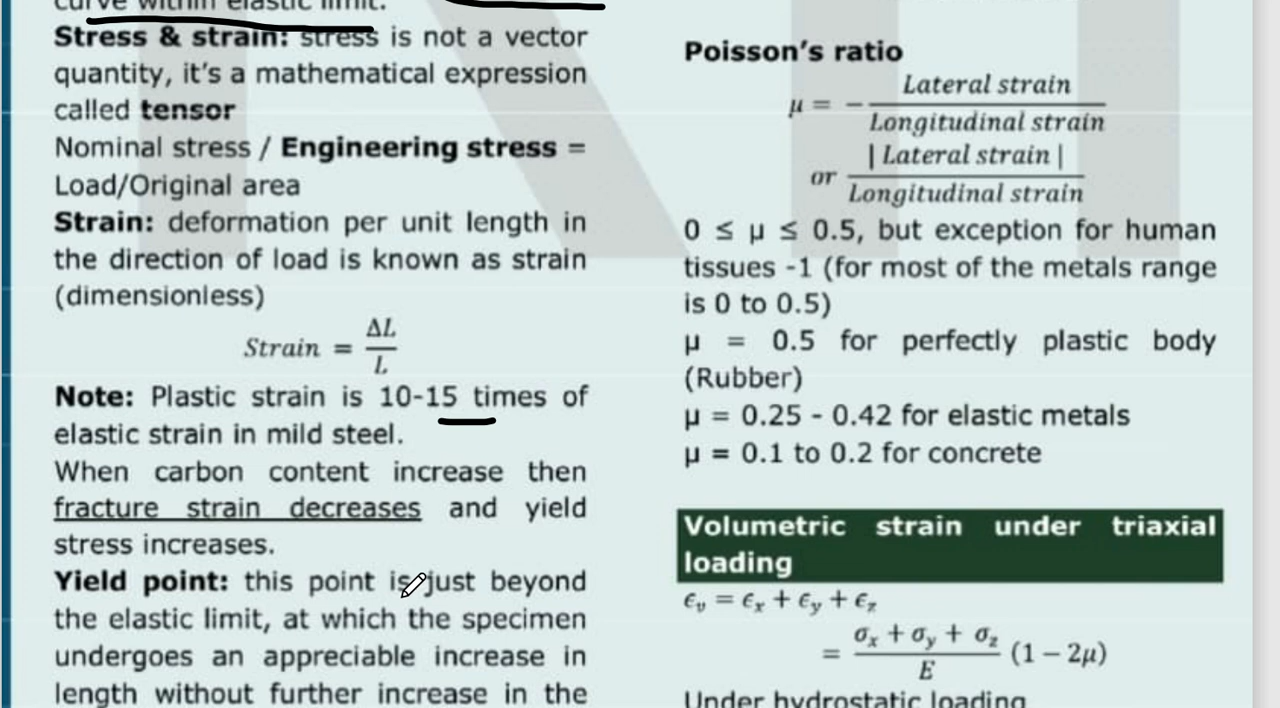 curve within elastic limit.
Stress & strain: stress is not a vector
quantity, it's a mathematical expression
called tensor
Nominal stress / Engineering stress =
Load/Original area
Strain: deformation per unit length in
the direction of load is known as strain
(dimensionless)
Strain = ΔL / L
Note: Plastic strain is 10-15 times of
elastic strain in mild steel.
When carbon content increase then
fracture strain decreases and yield
stress increases.
Yield point: this point is just beyond
the elastic limit, at which the specimen
undergoes an appreciable increase in
length without further increase in the
Poisson's ratio
μ = − Lateral strain / Longitudinal strain
or | Lateral strain | / Longitudinal strain
0 ≤ μ ≤ 0.5, but exception for human
tissues -1 (for most of the metals range
is 0 to 0.5)
μ = 0.5 for perfectly plastic body
(Rubber)
μ = 0.25 - 0.42 for elastic metals
μ = 0.1 to 0.2 for concrete
Volumetric strain under triaxial
loading
ϵv = ϵx + ϵy + ϵz
= σx + σy + σz / E (1 − 2μ)
Under hydrostatic loading